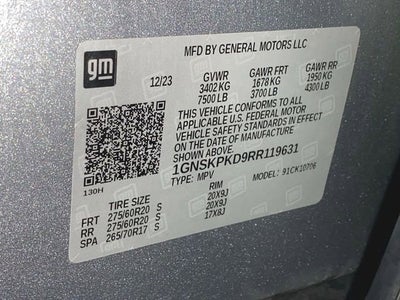 gm
MFD BY GENERAL MOTORS LLC
12/23 GVWR GAWR FRT GAWR RR
3402 KG 1678 KG 1950 KG
7500 LB 3700 LB 4300 LB
THIS VEHICLE CONFORMS TO ALL
APPLICABLE U.S. FEDERAL MOTOR
VEHICLE SAFETY STANDARDS IN EFFECT
ON THE DATE OF MANUFACTURE
1GNSKPKD9RR119631
TYPE: MPV MODEL: 91CK10706
130H
TIRE SIZE RIM
FRT 275/60R20 S 20X9J
RR 275/60R20 S 20X9J
SPA 265/70R17 S 17X8J